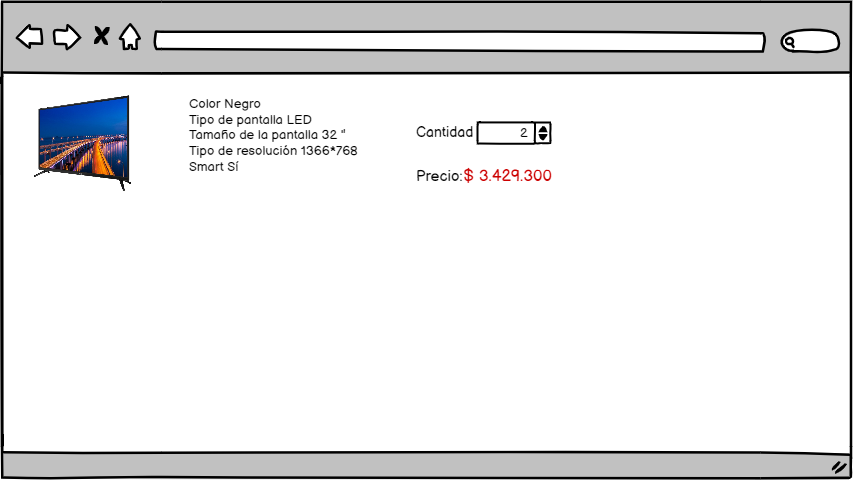 Color Negro
Tipo de pantalla LED
Tamaño de la pantalla 32 "
Tipo de resolución 1366*768
Smart Sí
Cantidad 2
Precio:$ 3.429.300